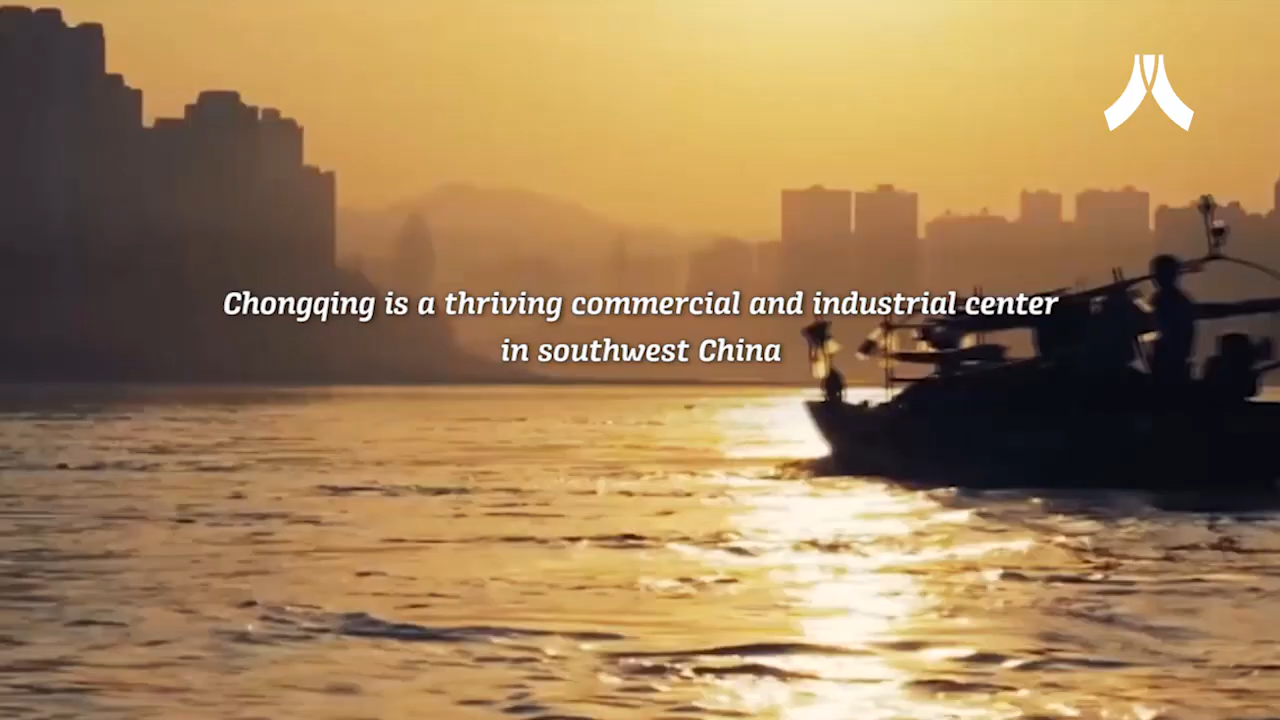 Chongqing is a thriving commercial and industrial center
in southwest China